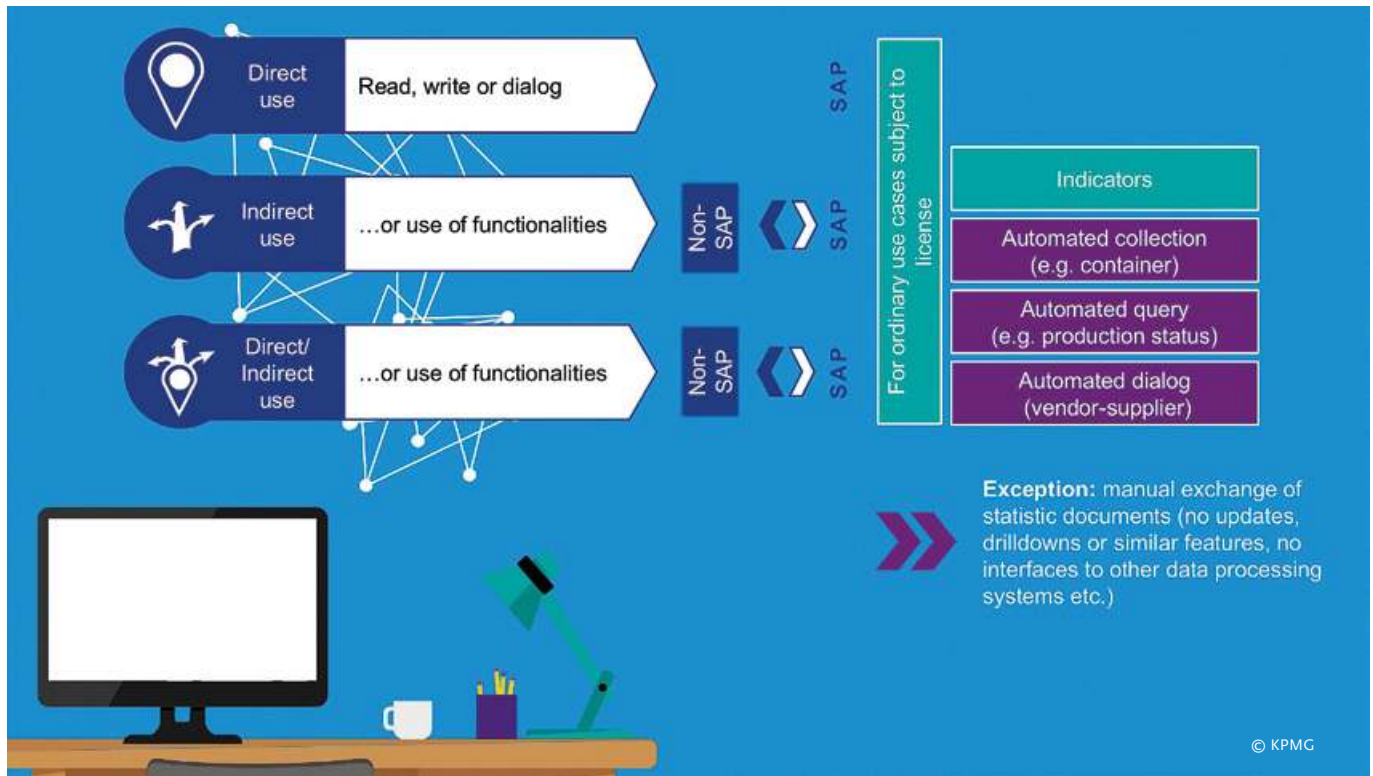 Direct
use
Read, write or dialog
SAP
Indirect
use
…or use of functionalities
Non-
SAP
SAP
Direct/
Indirect
use
…or use of functionalities
Non-
SAP
SAP
For ordinary use cases subject to
license
Indicators
Automated collection
(e.g. container)
Automated query
(e.g. production status)
Automated dialog
(vendor-supplier)
Exception: manual exchange of
statistic documents (no updates,
drilldowns or similar features, no
interfaces to other data processing
systems etc.)
© KPMG